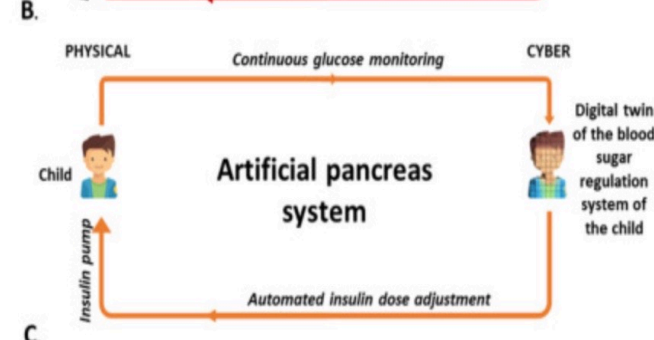 B.
PHYSICAL
Continuous glucose monitoring
CYBER
Child
Artificial pancreas
system
Digital twin
of the blood
sugar
regulation
system of
the child
Insulin pump
Automated insulin dose adjustment
C